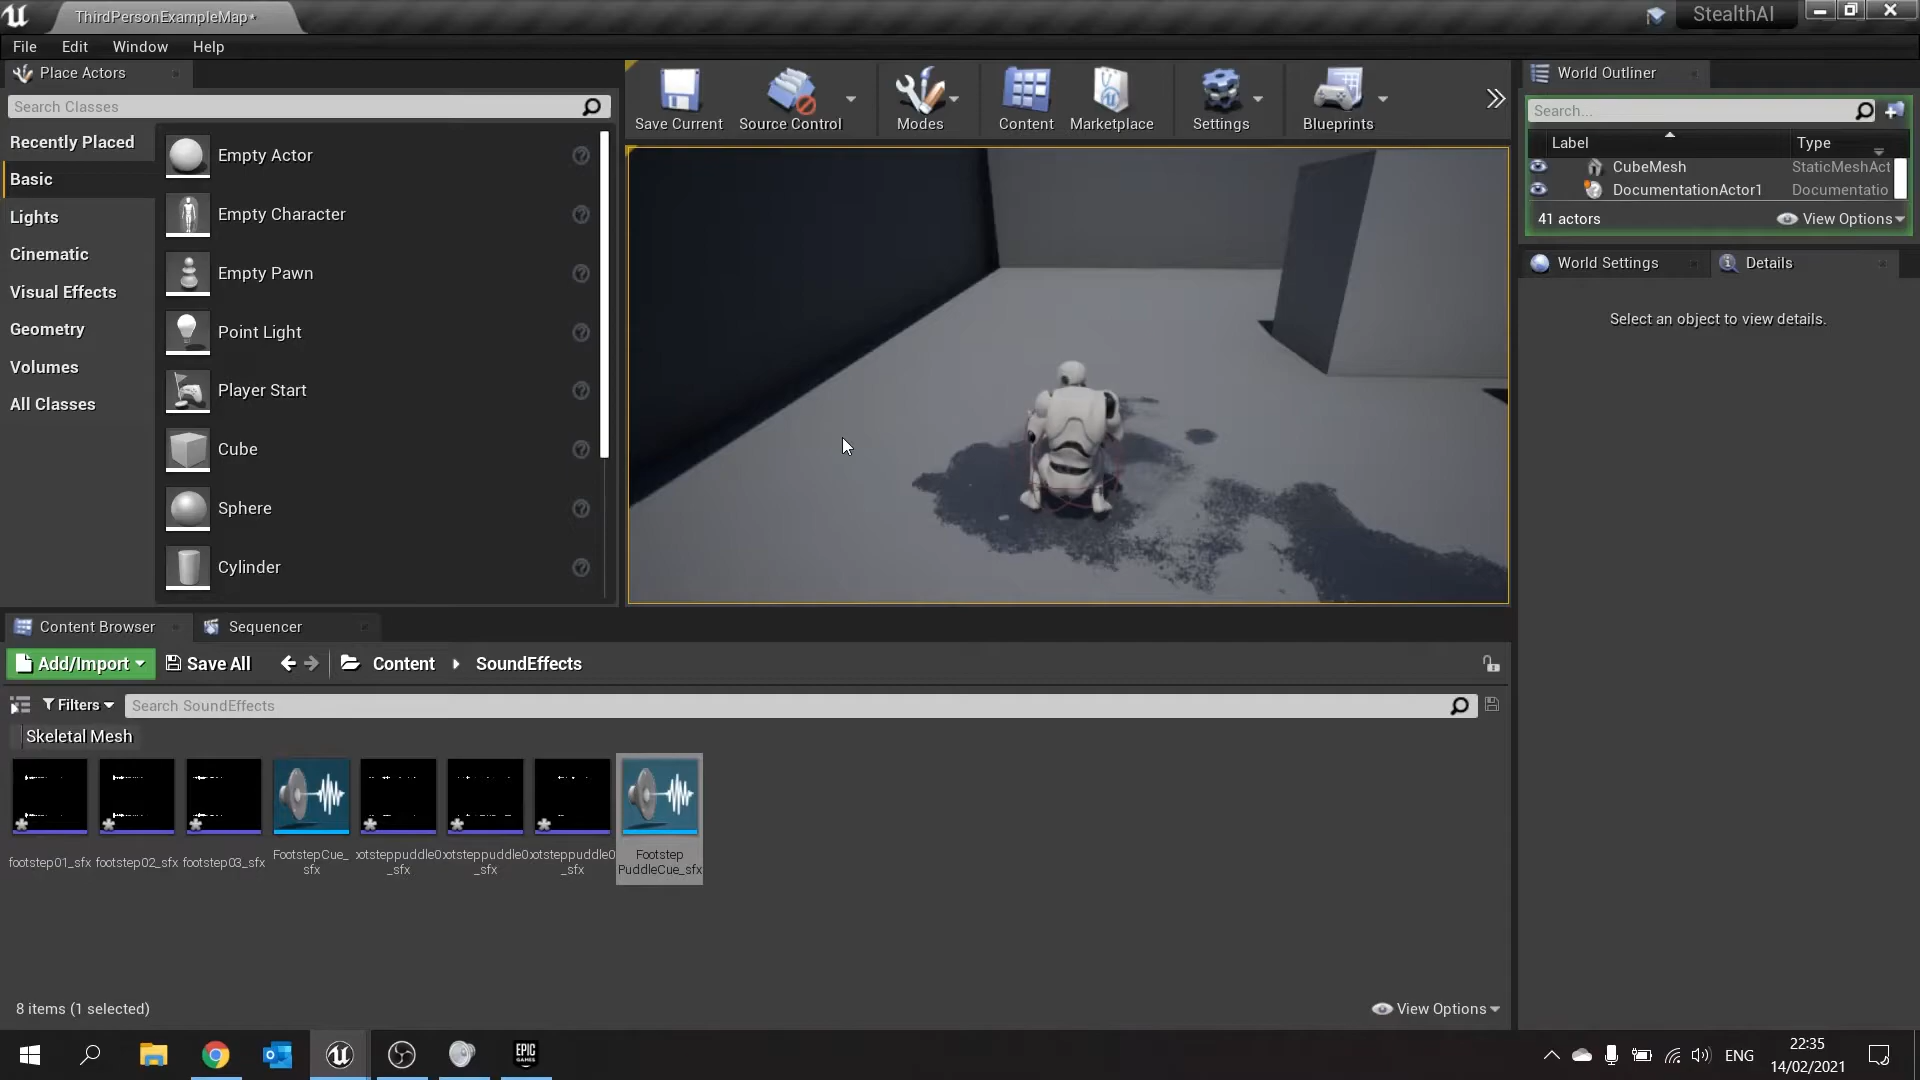 ThirdPersonExampleMap*
StealthAI
File Edit Window Help
Place Actors
Search Classes
Recently Placed
Basic
Lights
Cinematic
Visual Effects
Geometry
Volumes
All Classes
Empty Actor
Empty Character
Empty Pawn
Point Light
Player Start
Cube
Sphere
Cylinder
Save Current Source Control Modes Content Marketplace Settings Blueprints
World Outliner
Search...
Label Type
CubeMesh StaticMeshAct
DocumentationActor1 Documentatio
41 actors View Options
World Settings Details
Select an object to view details.
Content Browser Sequencer
Add/Import Save All Content SoundEffects
Filters Search SoundEffects
Skeletal Mesh
footstep01_sfx
footstep02_sfx
footstep03_sfx
FootstepCue_
sfx
otsteppuddle0
_sfx
otsteppuddle0
_sfx
otsteppuddle0
_sfx
Footstep
PuddleCue_sfx
8 items (1 selected) View Options
EPIC
GAMES
ENG
22:35
14/02/2021